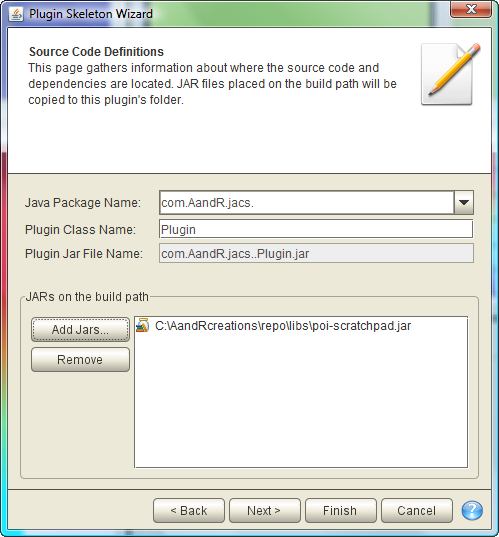 Plugin Skeleton Wizard
Source Code Definitions
This page gathers information about where the source code and
dependencies are located. JAR files placed on the build path will be
copied to this plugin's folder.
Java Package Name: com.AandR.jacs.
Plugin Class Name: Plugin
Plugin Jar File Name: com.AandR.jacs..Plugin.jar
JARs on the build path
Add Jars... C:\AandRcreations\repo\libs\poi-scratchpad.jar
Remove
< Back Next > Finish Cancel ?